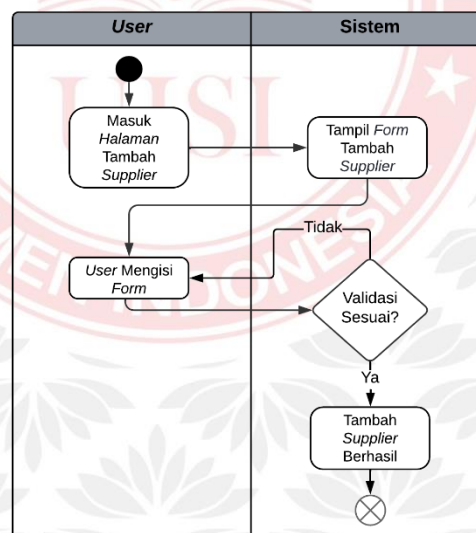 User
Sistem
Masuk
Halaman
Tambah
Supplier
Tampil Form
Tambah
Supplier
Tidak
User Mengisi
Form
Validasi
Sesuai?
Ya
Tambah
Supplier
Berhasil
UISI